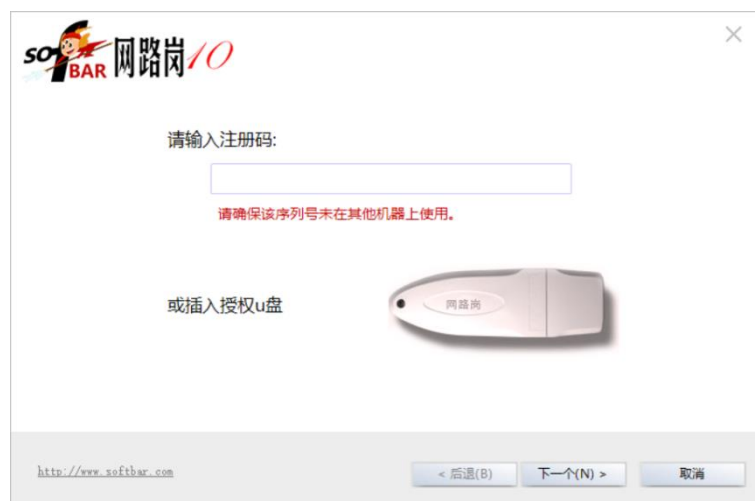 SOFTBAR 网路岗10
请输入注册码:
请确保该序列号未在其他机器上使用。
或插入授权u盘
网路岗
http://www.softbar.com
< 后退(B)
下一个(N) >
取消